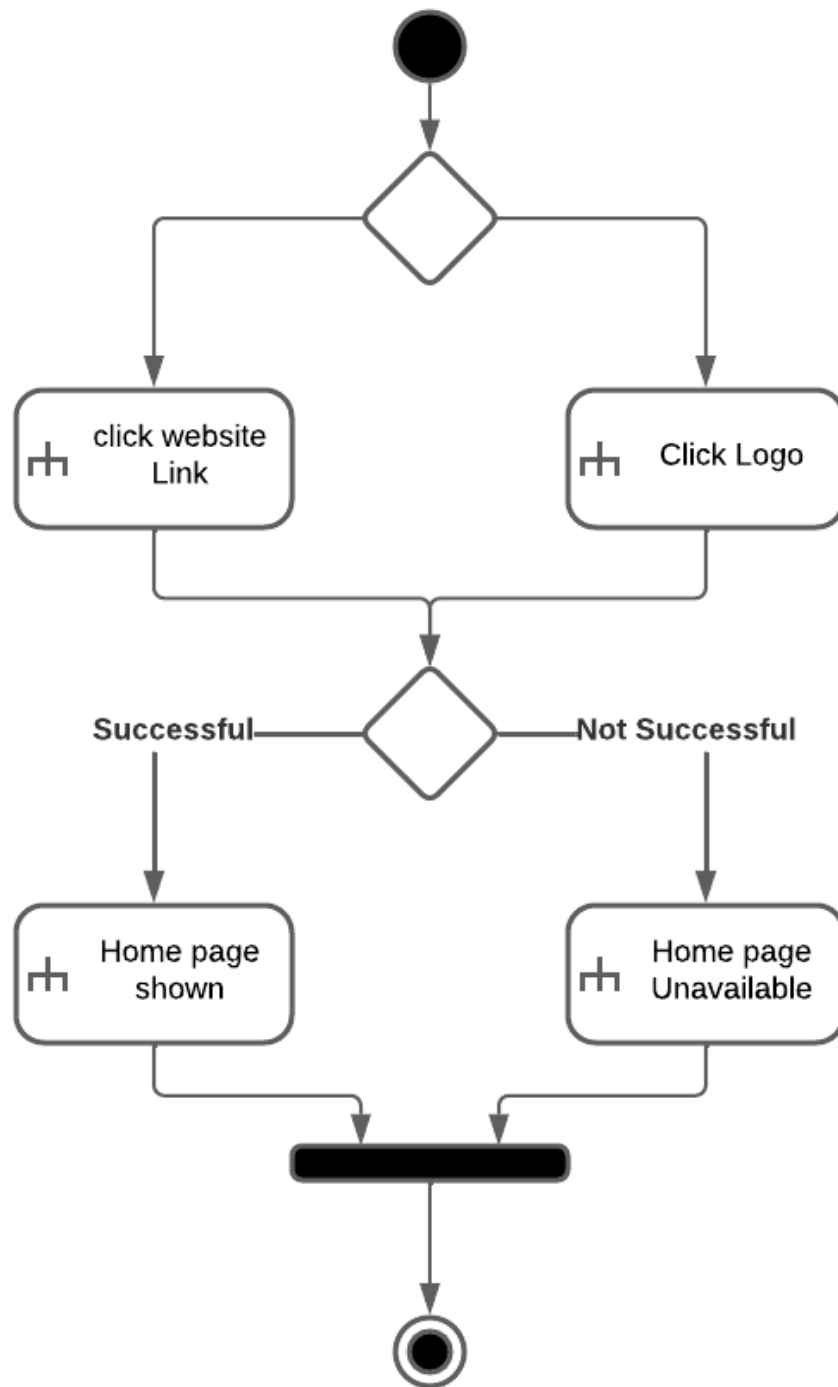 click website
Link
Click Logo
Successful
Not Successful
Home page
shown
Home page
Unavailable